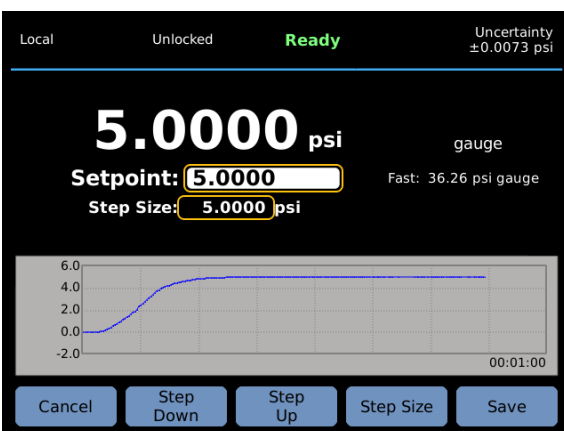 Local Unlocked Ready Uncertainty
±0.0073 psi
5.0000 psi gauge
Setpoint: 5.0000 Fast: 36.26 psi gauge
Step Size: 5.0000 psi
6.0
4.0
2.0
0.0
-2.0
00:01:00
Cancel Step Down Step Up Step Size Save